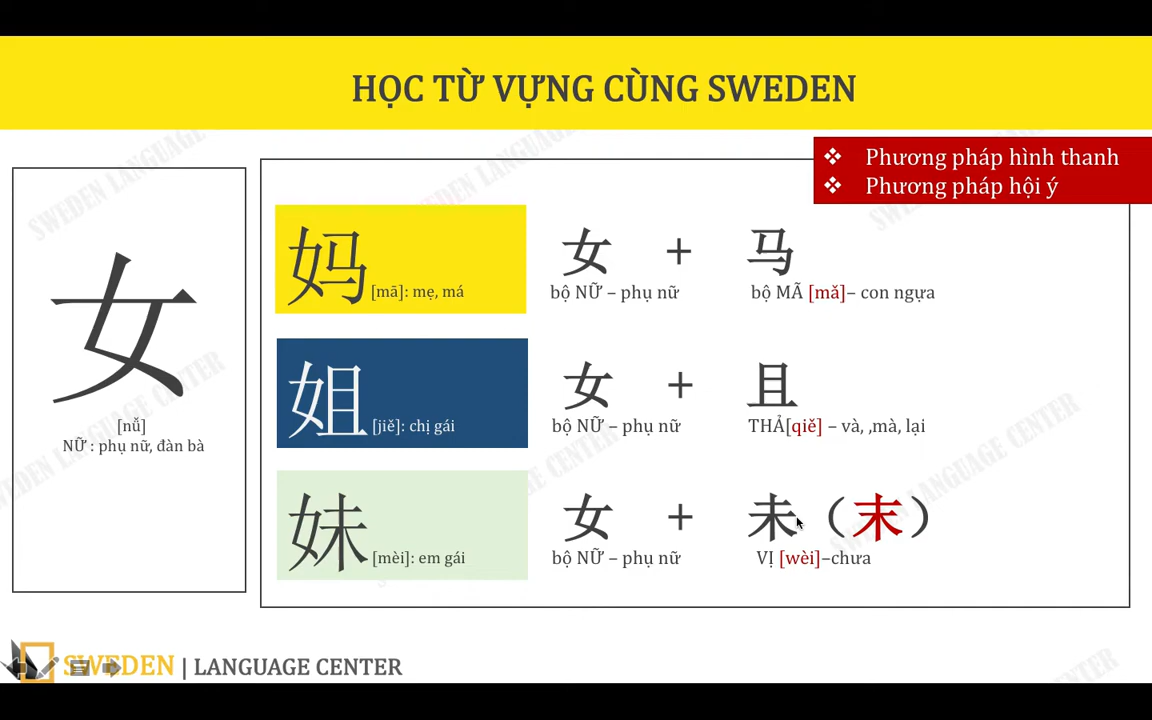 HỌC TỪ VỰNG CÙNG SWEDEN
❖ Phương pháp hình thanh
❖ Phương pháp hội ý
女
[nǚ]
NỮ : phụ nữ, đàn bà
妈 [mā]: mẹ, má
女 + 马
bộ NỮ – phụ nữ
bộ MÃ [mǎ]– con ngựa
姐 [jiě]: chị gái
女 + 且
bộ NỮ – phụ nữ
THẢ[qiě] – và, ,mà, lại
妹 [mèi]: em gái
女 + 未（末）
bộ NỮ – phụ nữ
VỊ [wèi]–chưa
SWEDEN | LANGUAGE CENTER
SWEDEN LANGUAGE CENTER